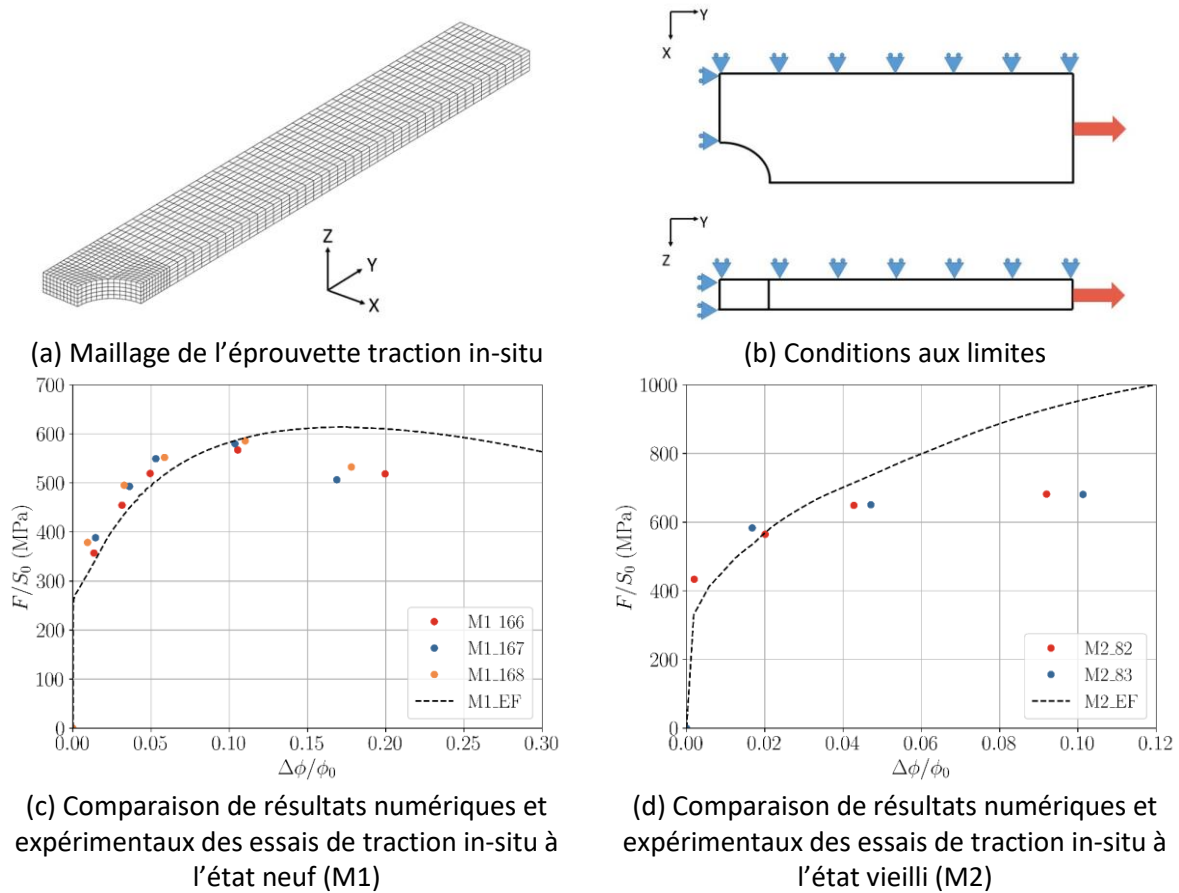 Z
Y
X
Y
X
Y
Z
(a) Maillage de l’éprouvette traction in-situ
(b) Conditions aux limites
700
600
500
400
300
200
100
0
F/S₀ (MPa)
0.00 0.05 0.10 0.15 0.20 0.25 0.30
Δϕ/ϕ₀
M1_166
M1_167
M1_168
M1_EF
1000
800
600
400
200
0
F/S₀ (MPa)
0.00 0.02 0.04 0.06 0.08 0.10 0.12
Δϕ/ϕ₀
M2_82
M2_83
M2_EF
(c) Comparaison de résultats numériques et
expérimentaux des essais de traction in-situ à
l’état neuf (M1)
(d) Comparaison de résultats numériques et
expérimentaux des essais de traction in-situ à
l’état vieilli (M2)